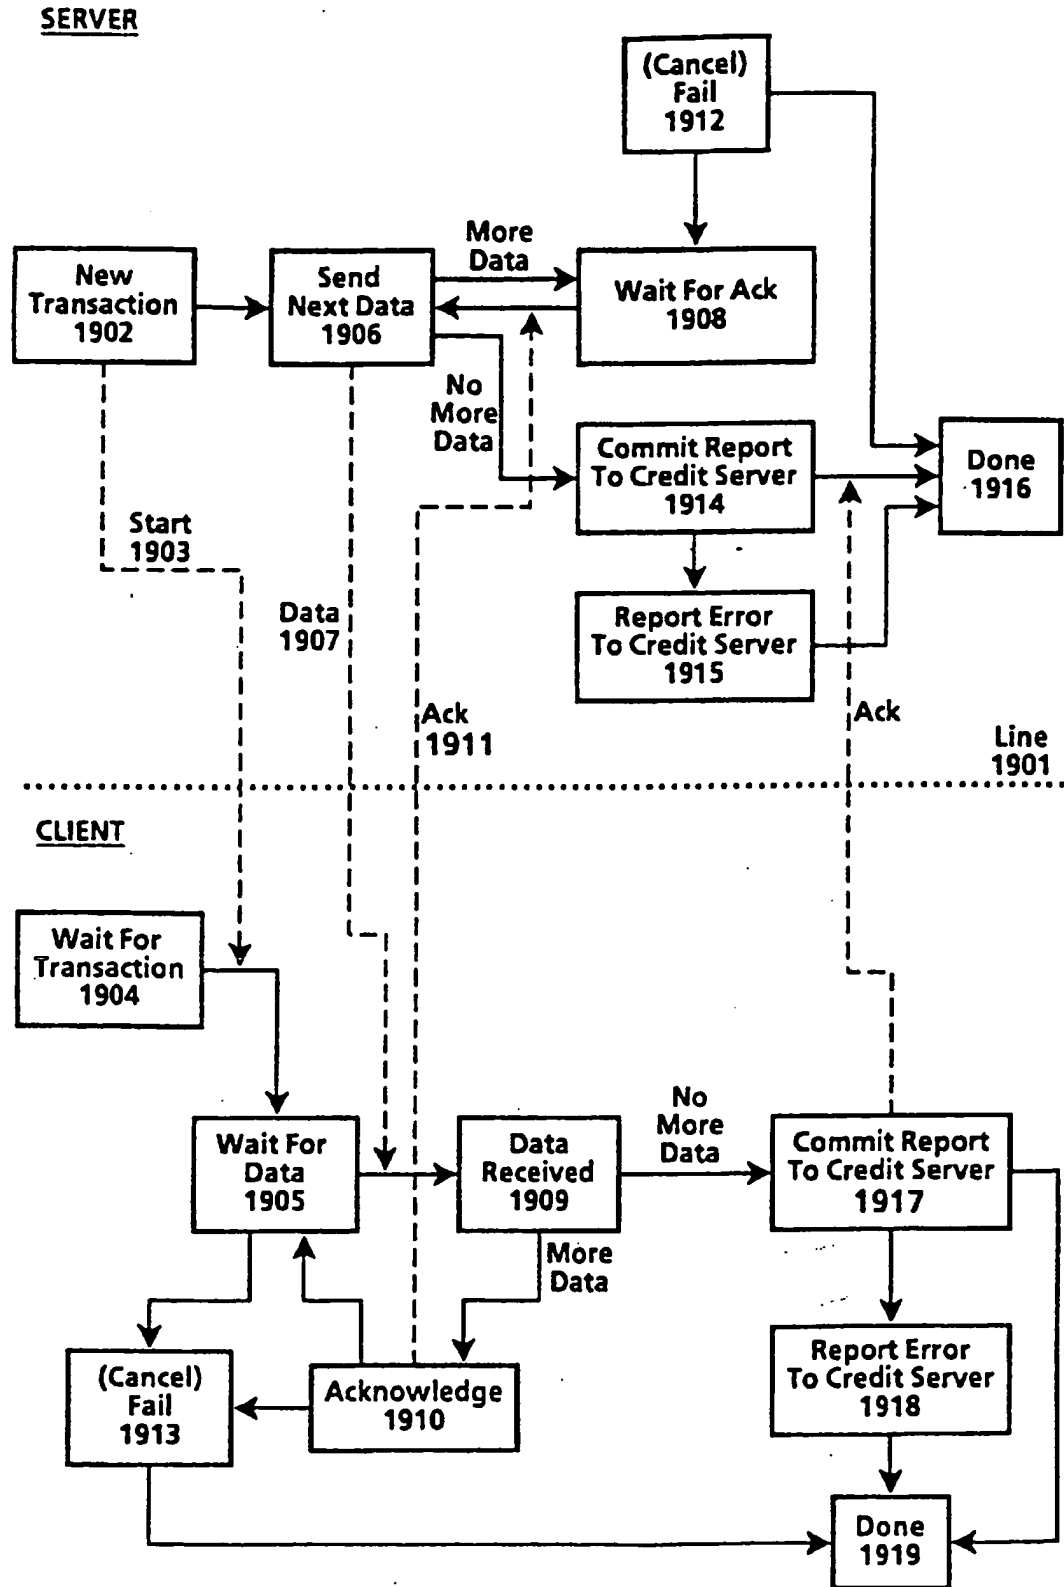 SERVER
(Cancel)
Fail
1912
New
Transaction
1902
Send
Next Data
1906
More
Data
Wait For Ack
1908
No
More
Data
Commit Report
To Credit Server
1914
Done
1916
Start
1903
Data
1907
Report Error
To Credit Server
1915
Ack
1911
Ack
Line
1901
CLIENT
Wait For
Transaction
1904
Wait For
Data
1905
Data
Received
1909
No
More
Data
Commit Report
To Credit Server
1917
More
Data
(Cancel)
Fail
1913
Acknowledge
1910
Report Error
To Credit Server
1918
Done
1919